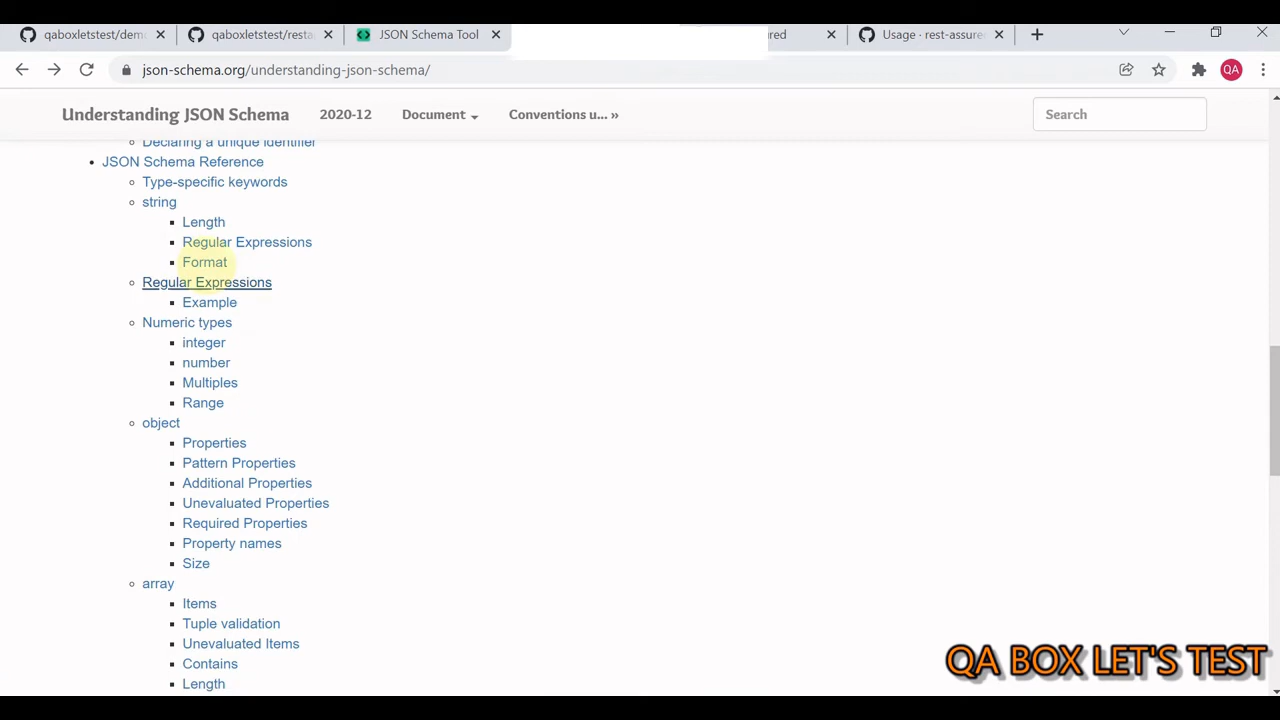 qaboxletstest/dem
qaboxletstest/resta
JSON Schema Tool
ured
Usage · rest-assure
json-schema.org/understanding-json-schema/
QA
Understanding JSON Schema
2020-12
Document
Conventions u... »
Search
Declaring a unique identifier
JSON Schema Reference
Type-specific keywords
string
Length
Regular Expressions
Format
Regular Expressions
Example
Numeric types
integer
number
Multiples
Range
object
Properties
Pattern Properties
Additional Properties
Unevaluated Properties
Required Properties
Property names
Size
array
Items
Tuple validation
Unevaluated Items
Contains
Length
QA BOX LET'S TEST